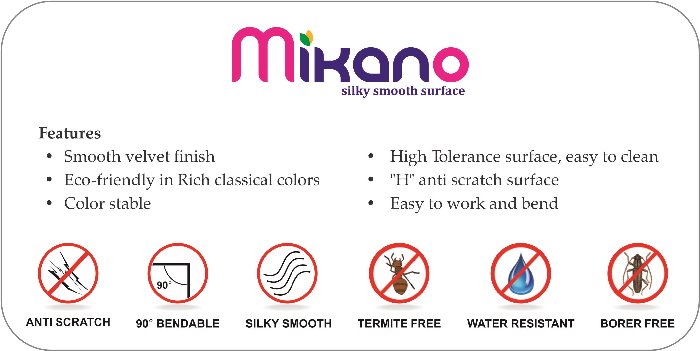 Mikano
silky smooth surface
Features
• Smooth velvet finish
• Eco-friendly in Rich classical colors
• Color stable
• High Tolerance surface, easy to clean
• "H" anti scratch surface
• Easy to work and bend
90°
ANTI SCRATCH
90° BENDABLE
SILKY SMOOTH
TERMITE FREE
WATER RESISTANT
BORER FREE